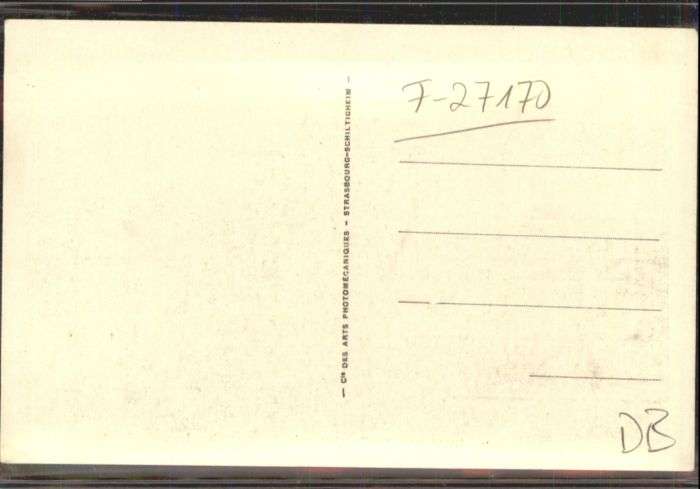 — Cie DES ARTS PHOTOMÉCANIQUES - STRASBOURG-SCHILTIGHEIM —
F-27170
DB